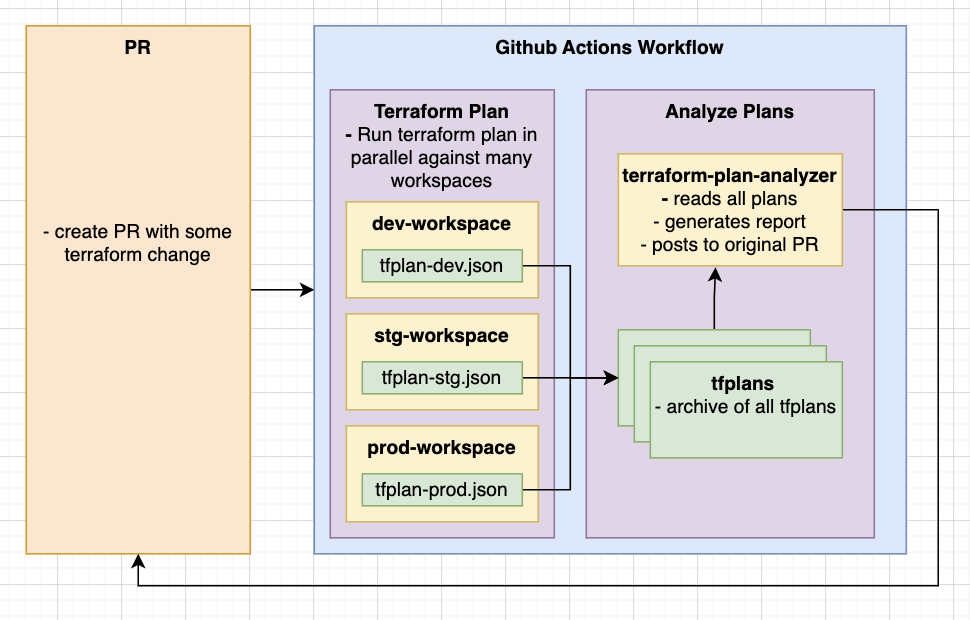 PR
- create PR with some
terraform change
Github Actions Workflow
Terraform Plan
- Run terraform plan in
parallel against many
workspaces
dev-workspace
tfplan-dev.json
stg-workspace
tfplan-stg.json
prod-workspace
tfplan-prod.json
Analyze Plans
terraform-plan-analyzer
- reads all plans
- generates report
- posts to original PR
tfplans
- archive of all tfplans